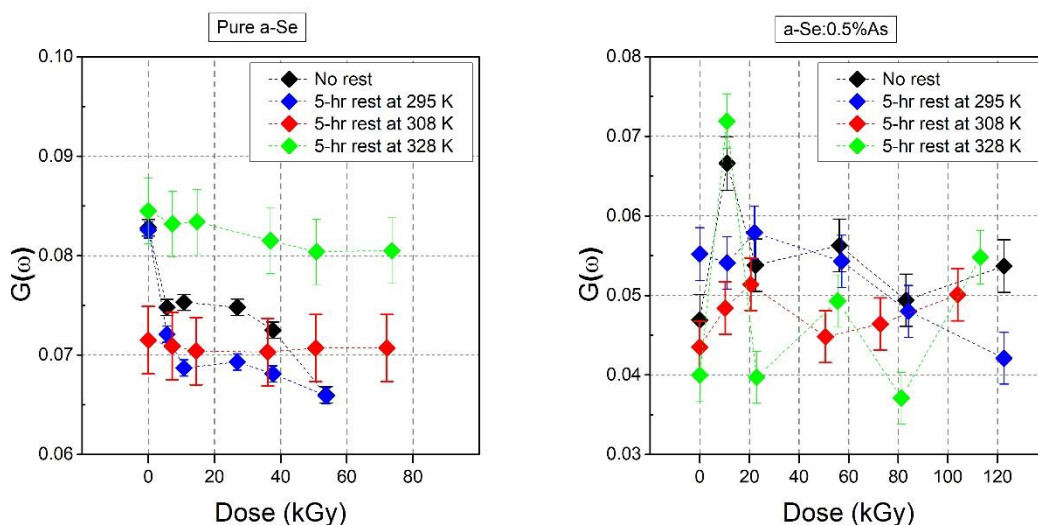 Pure a-Se
0.10
0.09
0.08
0.07
0.06
G(ω)
No rest
5-hr rest at 295 K
5-hr rest at 308 K
5-hr rest at 328 K
0 20 40 60 80
Dose (kGy)
a-Se:0.5%As
0.08
0.07
0.06
0.05
0.04
0.03
G(ω)
No rest
5-hr rest at 295 K
5-hr rest at 308 K
5-hr rest at 328 K
0 20 40 60 80 100 120
Dose (kGy)